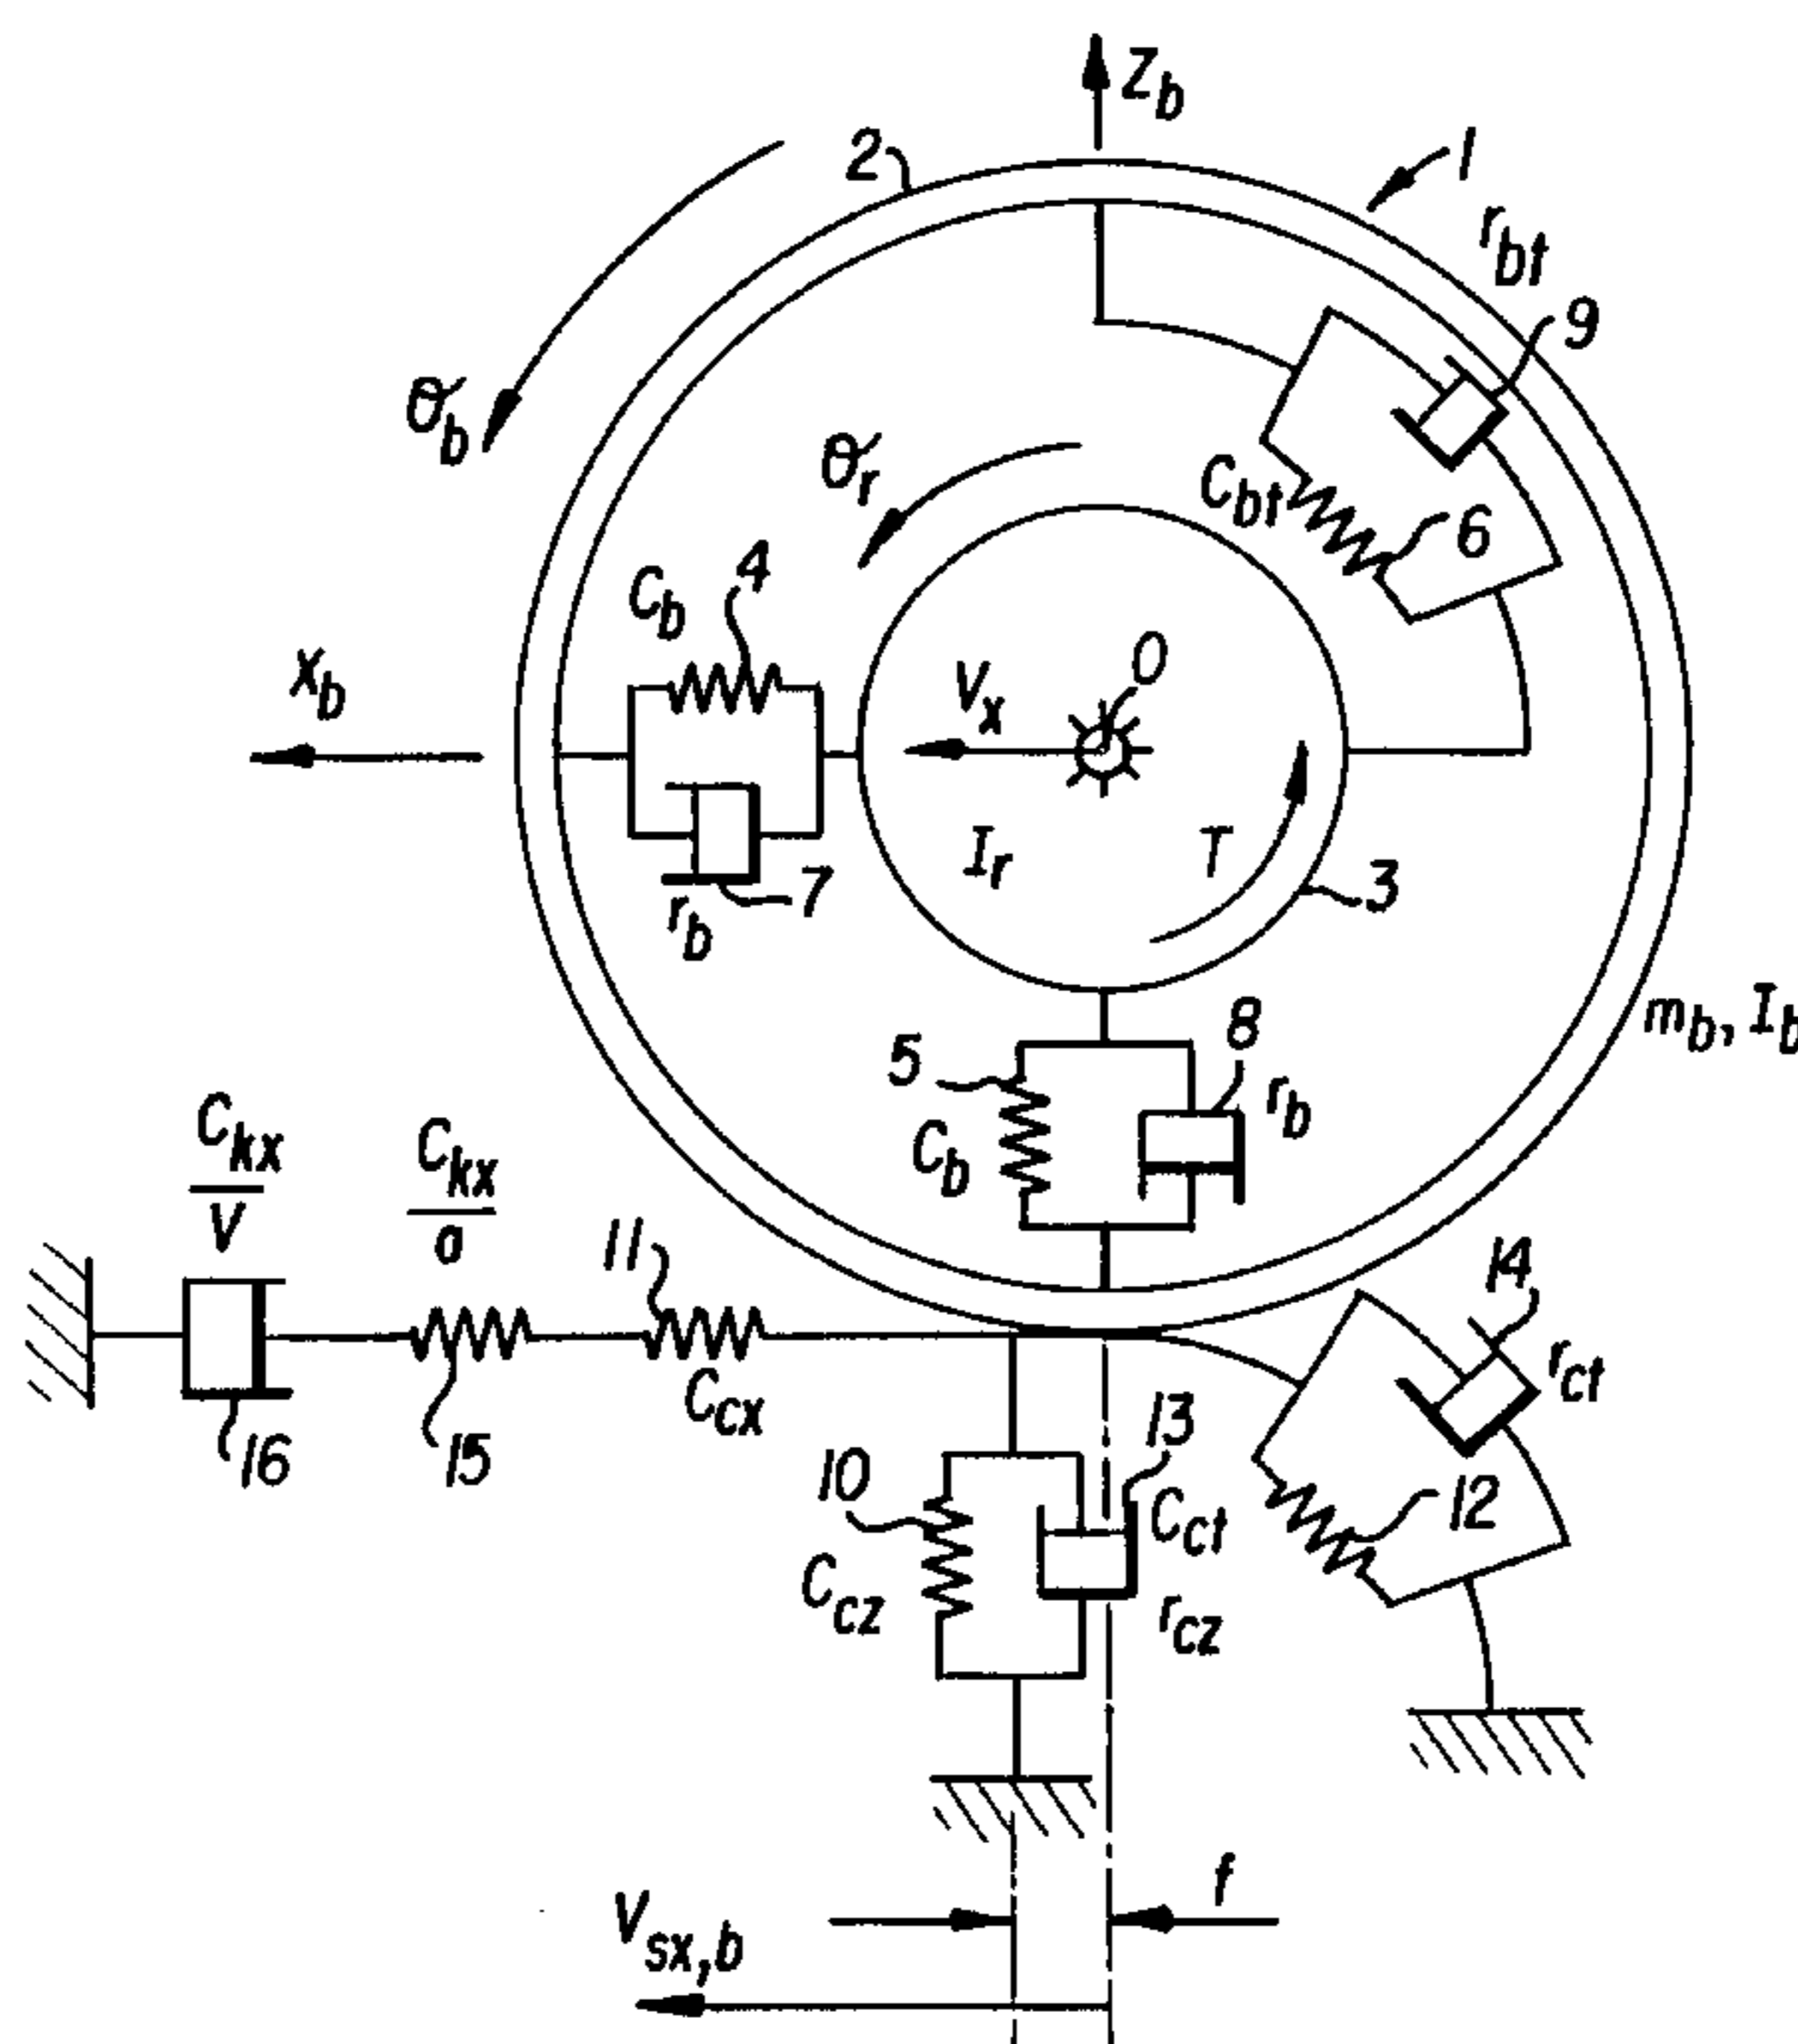 Z_b
2
1
r_bt
9
θ_b
θ_r
C_bt
6
C_b
4
X_b
V_x
O
I_r
T
3
7
r_b
m_b, I_b
5
8
C_b
r_b
C_kx
V
C_kx
a
11
14
C_cx
r_ct
16
15
13
10
C_ct
12
C_cz
r_cz
f
V_sx,b